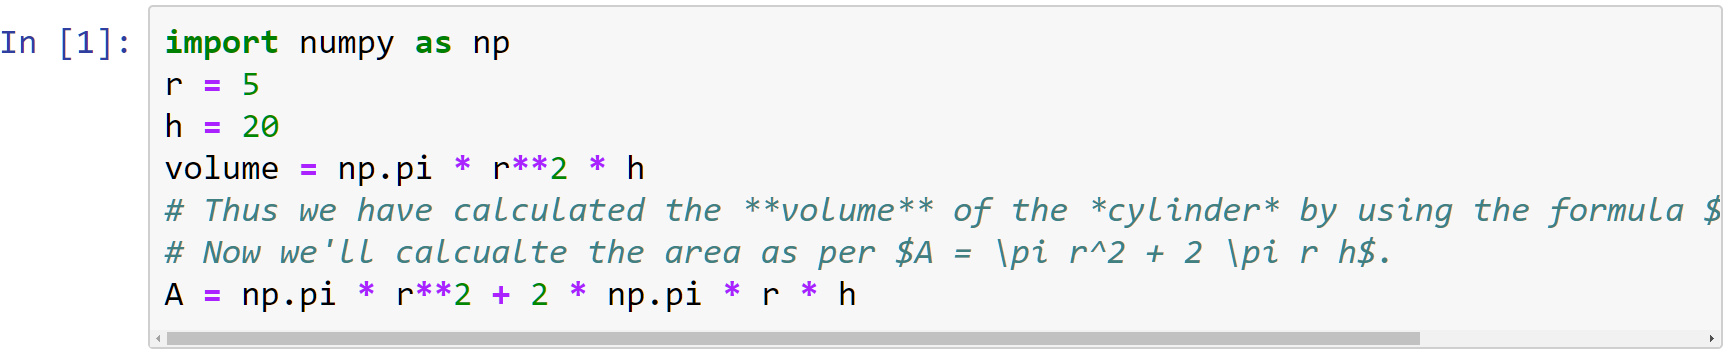 In [1]: import numpy as np
r = 5
h = 20
volume = np.pi * r**2 * h
# Thus we have calculated the **volume** of the *cylinder* by using the formula $
# Now we'll calcualte the area as per $A = \pi r^2 + 2 \pi r h$.
A = np.pi * r**2 + 2 * np.pi * r * h